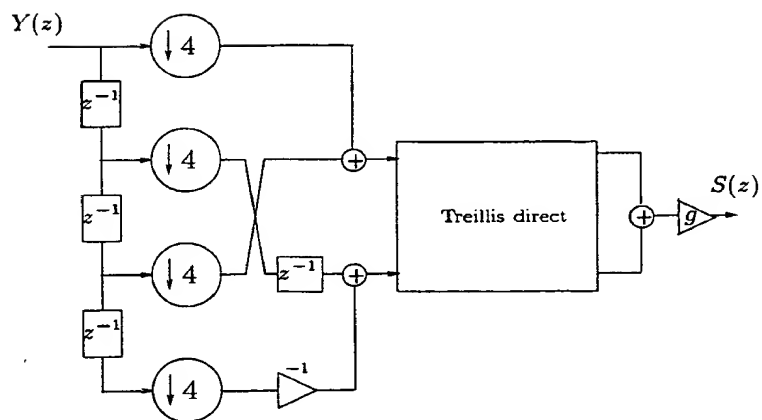 Y(z)
↓ 4
z⁻¹
↓ 4
+
S(z)
z⁻¹
Treillis direct
+
g
↓ 4
z⁻¹
+
z⁻¹
-1
↓ 4